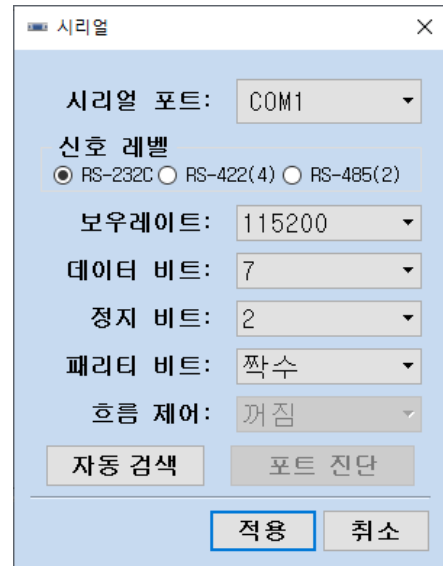 시리얼
시리얼 포트: COM1
신호 레벨
RS-232C RS-422(4) RS-485(2)
보우레이트: 115200
데이터 비트: 7
정지 비트: 2
패리티 비트: 짝수
흐름 제어: 꺼짐
자동 검색 포트 진단
적용 취소